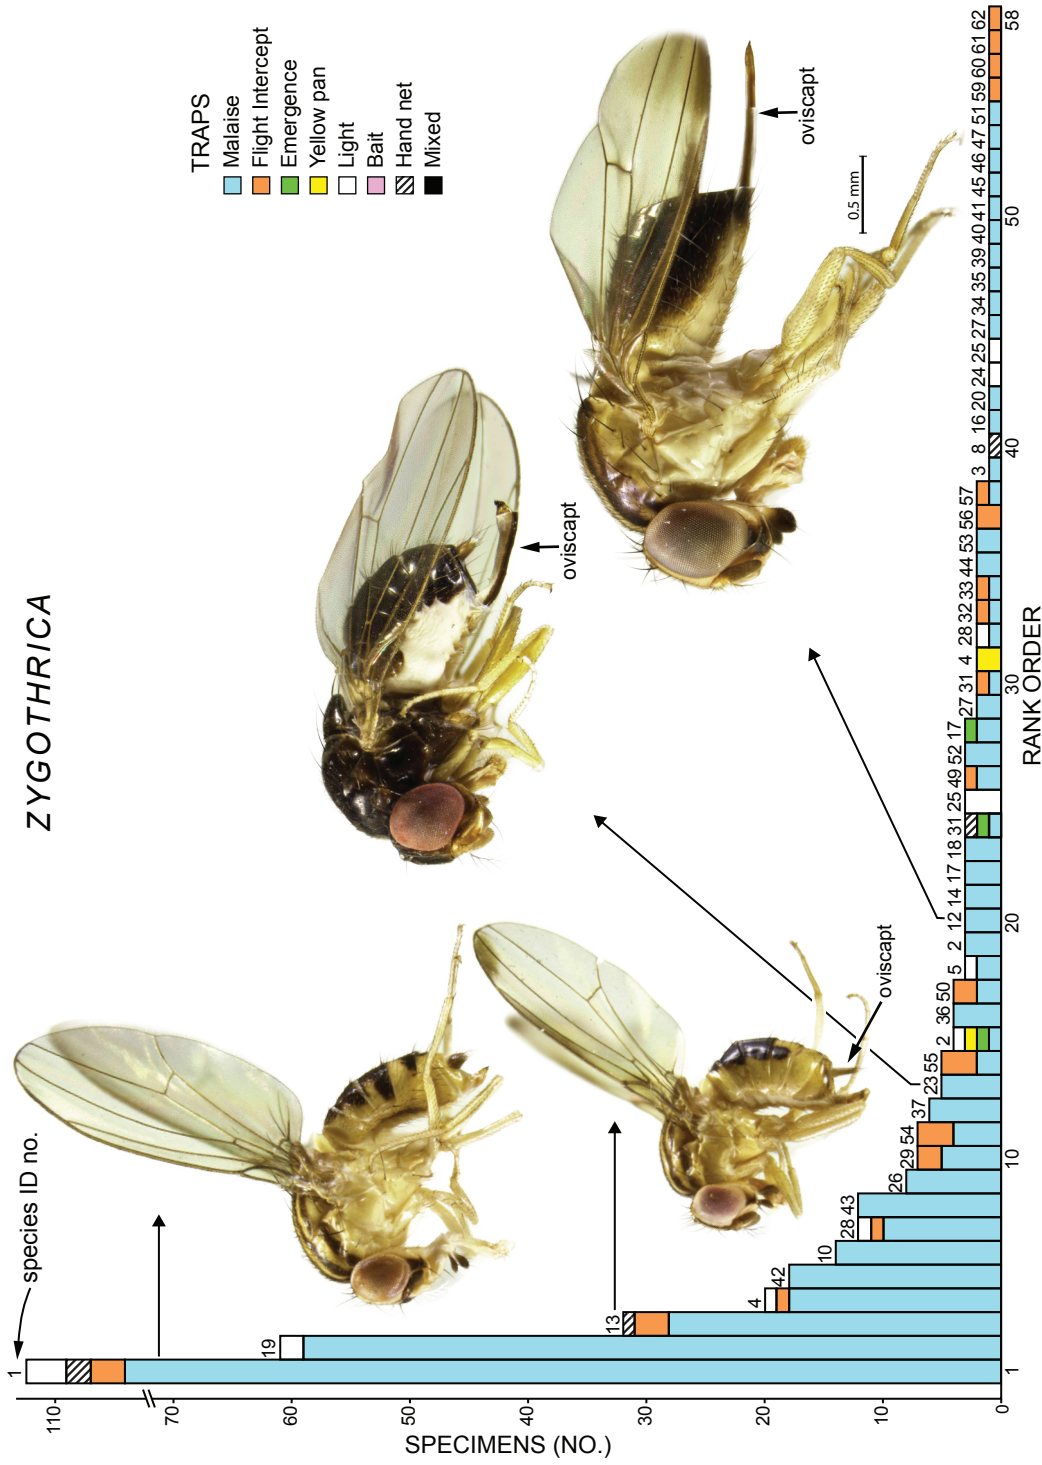 ZYGOTHRICA
TRAPS
Malaise
Flight Intercept
Emergence
Yellow pan
Light
Bait
Hand net
Mixed
species ID no.
oviscapt
oviscapt
oviscapt
0.5 mm
SPECIMENS (NO.)
110
70
60
50
40
30
20
10
0
1 19 13 4 42 10 28 43 26 29 54 37 23 55 2 36 50 5 2 12 14 17 18 31 25 49 52 17 27 31 4 28 32 33 44 53 56 57 3 8 16 20 24 25 27 34 35 39 40 41 45 46 47 51 59 60 61 62
1 10 20 30 40 50 58
RANK ORDER